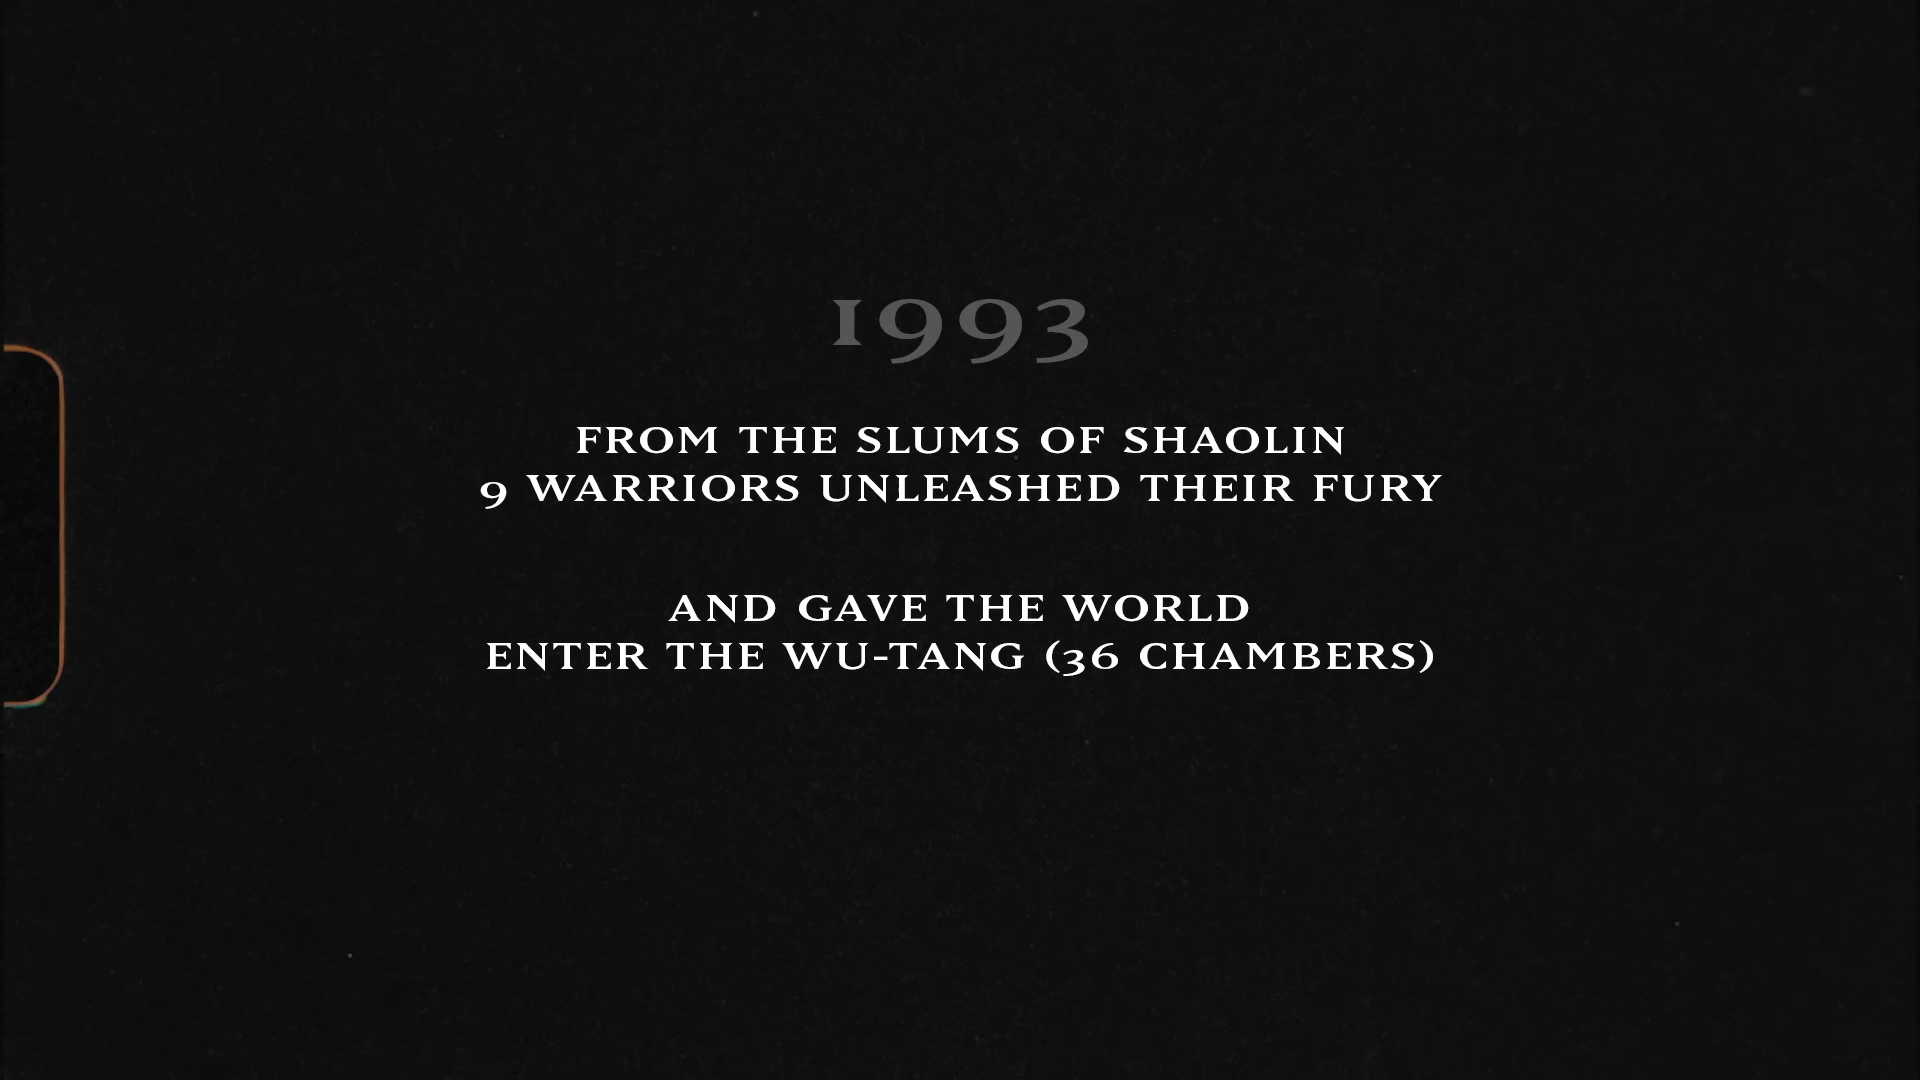 1993
FROM THE SLUMS OF SHAOLIN
9 WARRIORS UNLEASHED THEIR FURY
AND GAVE THE WORLD
ENTER THE WU-TANG (36 CHAMBERS)